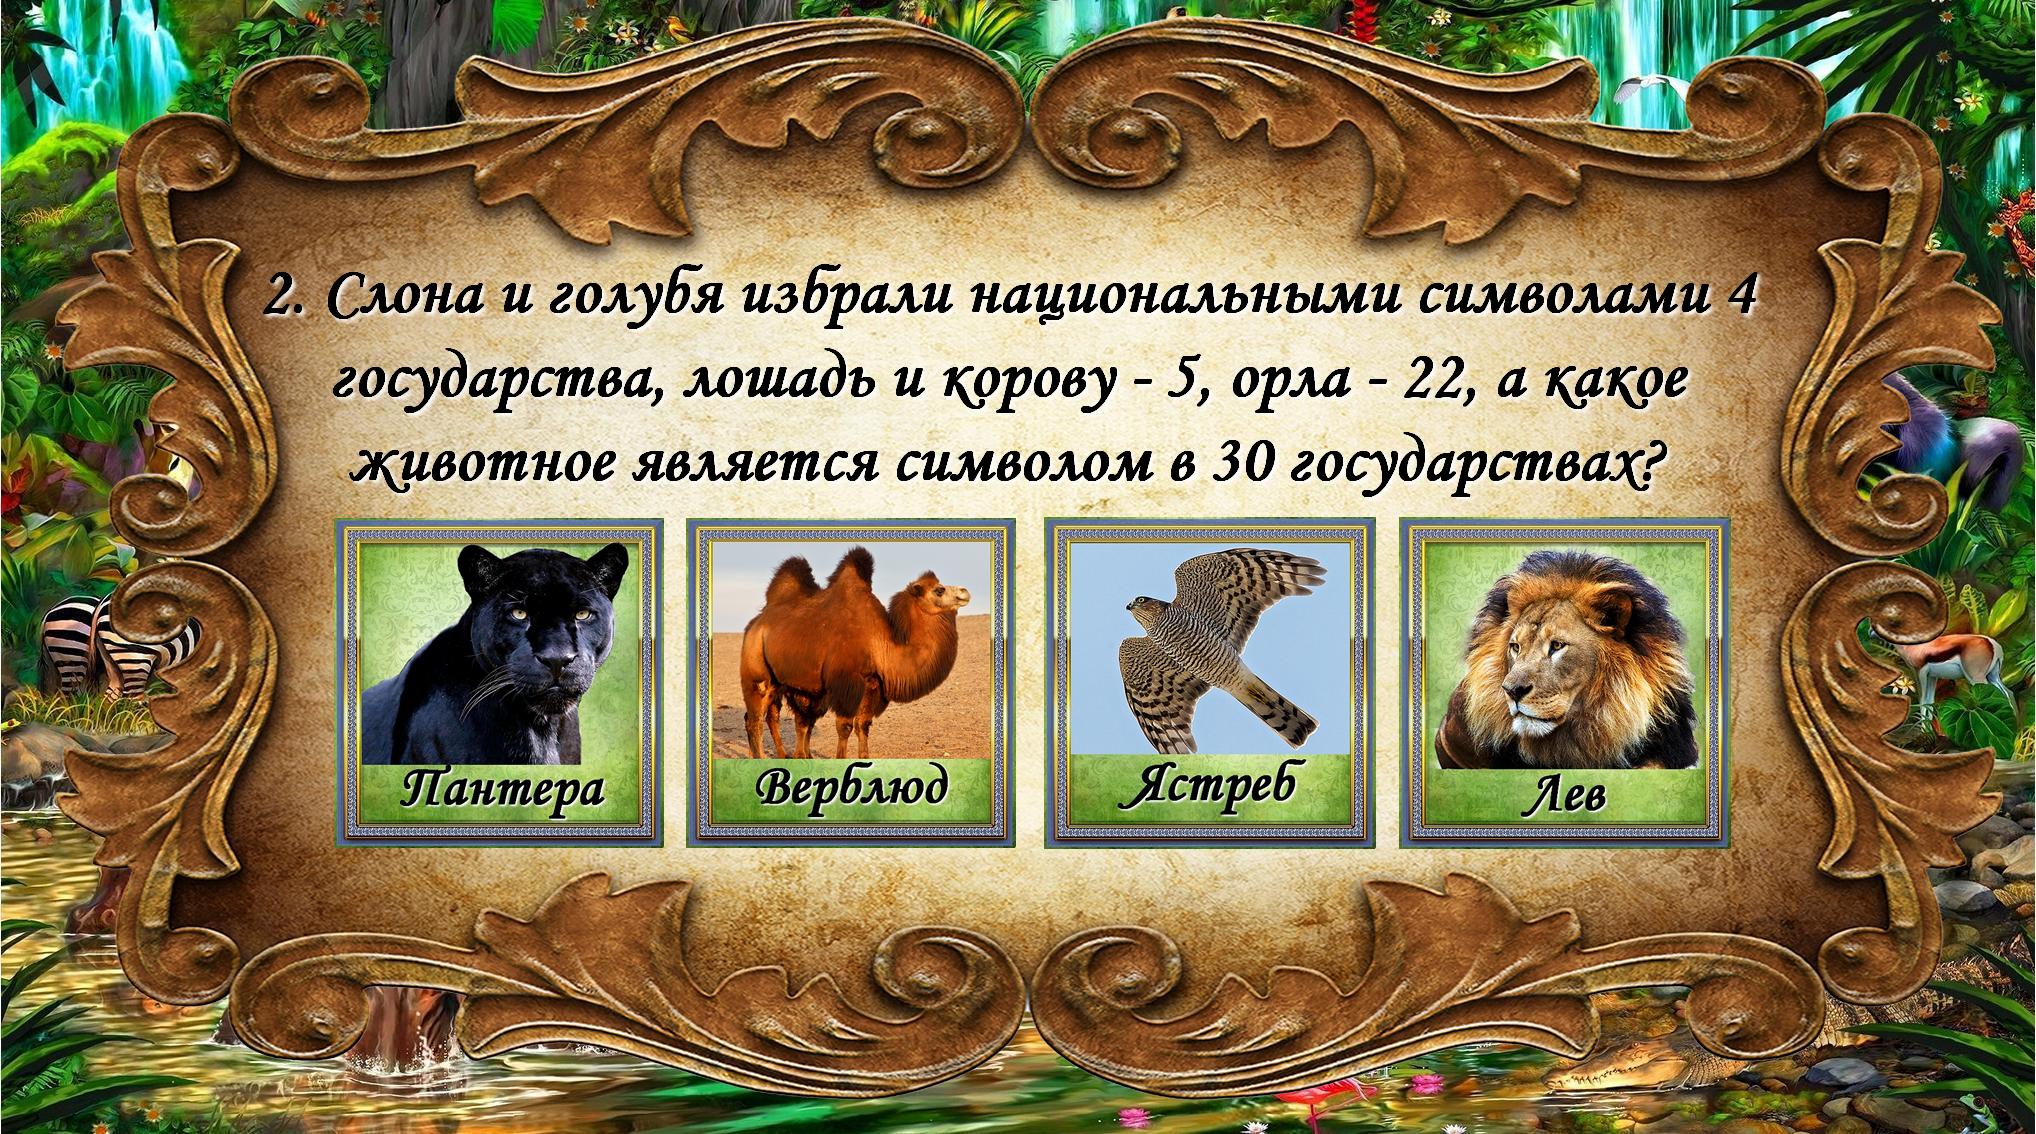 2. Слона и голубя избрали национальными символами 4
государства, лошадь и корову - 5, орла - 22, а какое
животное является символом в 30 государствах?
Пантера
Верблюд
Ястреб
Лев